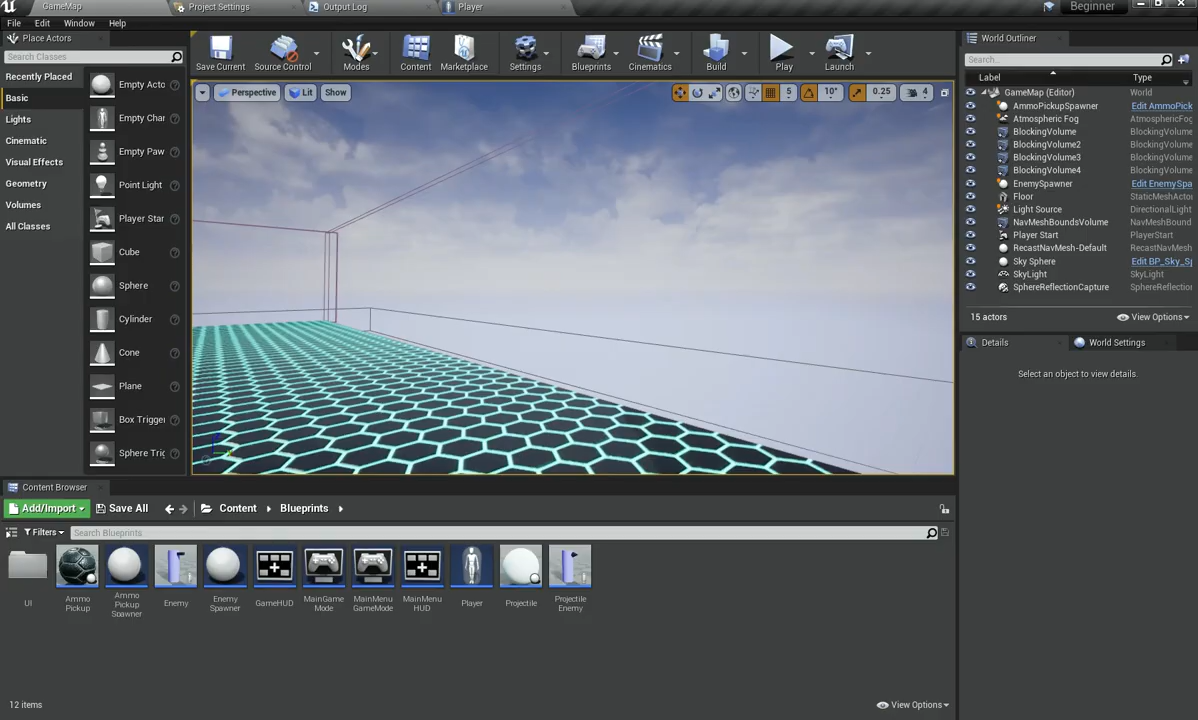 GameMap
Project Settings
Output Log
Player
Beginner
File Edit Window Help
Place Actors
Search Classes
Recently Placed
Basic
Lights
Cinematic
Visual Effects
Geometry
Volumes
All Classes
Empty Acto
Empty Char
Empty Paw
Point Light
Player Star
Cube
Sphere
Cylinder
Cone
Plane
Box Trigge
Sphere Trig
Save Current
Source Control
Modes
Content
Marketplace
Settings
Blueprints
Cinematics
Build
Play
Launch
Perspective
Lit
Show
5
10°
0.25
4
World Outliner
Search...
Label Type
GameMap (Editor) World
AmmoPickupSpawner Edit AmmoPick
Atmospheric Fog AtmosphericFog
BlockingVolume BlockingVolume
BlockingVolume2 BlockingVolume
BlockingVolume3 BlockingVolume
BlockingVolume4 BlockingVolume
EnemySpawner Edit EnemySpa
Floor StaticMeshActor
Light Source DirectionalLight
NavMeshBoundsVolume NavMeshBound
Player Start PlayerStart
RecastNavMesh-Default RecastNavMesh
Sky Sphere Edit BP_Sky_Sp
SkyLight SkyLight
SphereReflectionCapture SphereReflection
15 actors
View Options
Details
World Settings
Select an object to view details.
Content Browser
Add/Import
Save All
Content
Blueprints
Filters
Search Blueprints
UI
Ammo
Pickup
Ammo
Pickup
Spawner
Enemy
Enemy
Spawner
GameHUD
MainGame
Mode
MainMenu
GameMode
MainMenu
HUD
Player
Projectile
Projectile
Enemy
12 items
View Options